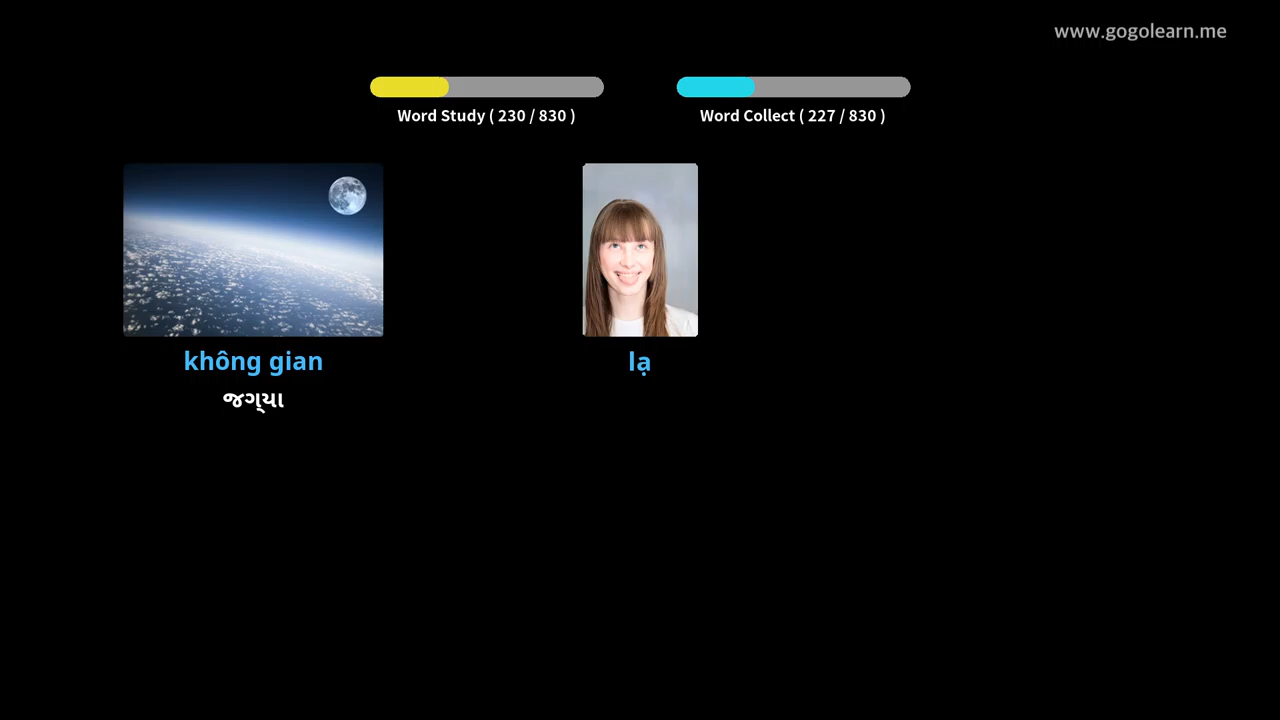 www.gogolearn.me
Word Study ( 230 / 830 )
Word Collect ( 227 / 830 )
không gian
જગ્યા
lạ